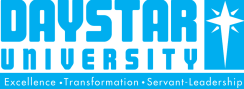 DAYSTAR
UNIVERSITY
Excellence • Transformation • Servant-Leadership